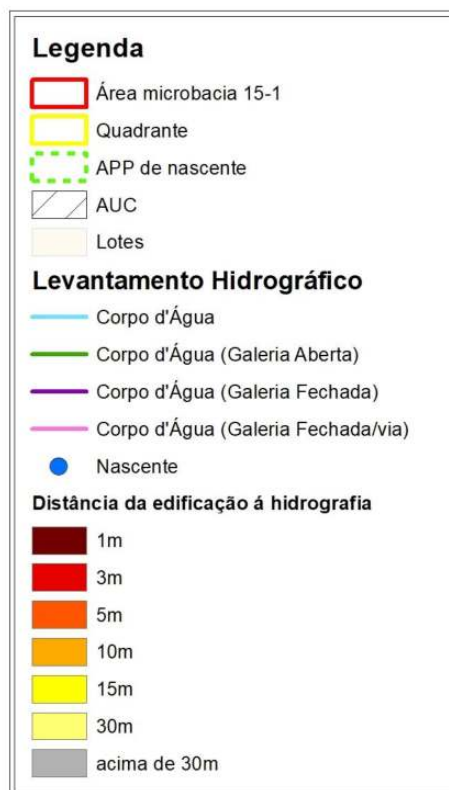 Legenda
Área microbacia 15-1
Quadrante
APP de nascente
AUC
Lotes
Levantamento Hidrográfico
Corpo d'Água
Corpo d'Água (Galeria Aberta)
Corpo d'Água (Galeria Fechada)
Corpo d'Água (Galeria Fechada/via)
Nascente
Distância da edificação á hidrografia
1m
3m
5m
10m
15m
30m
acima de 30m